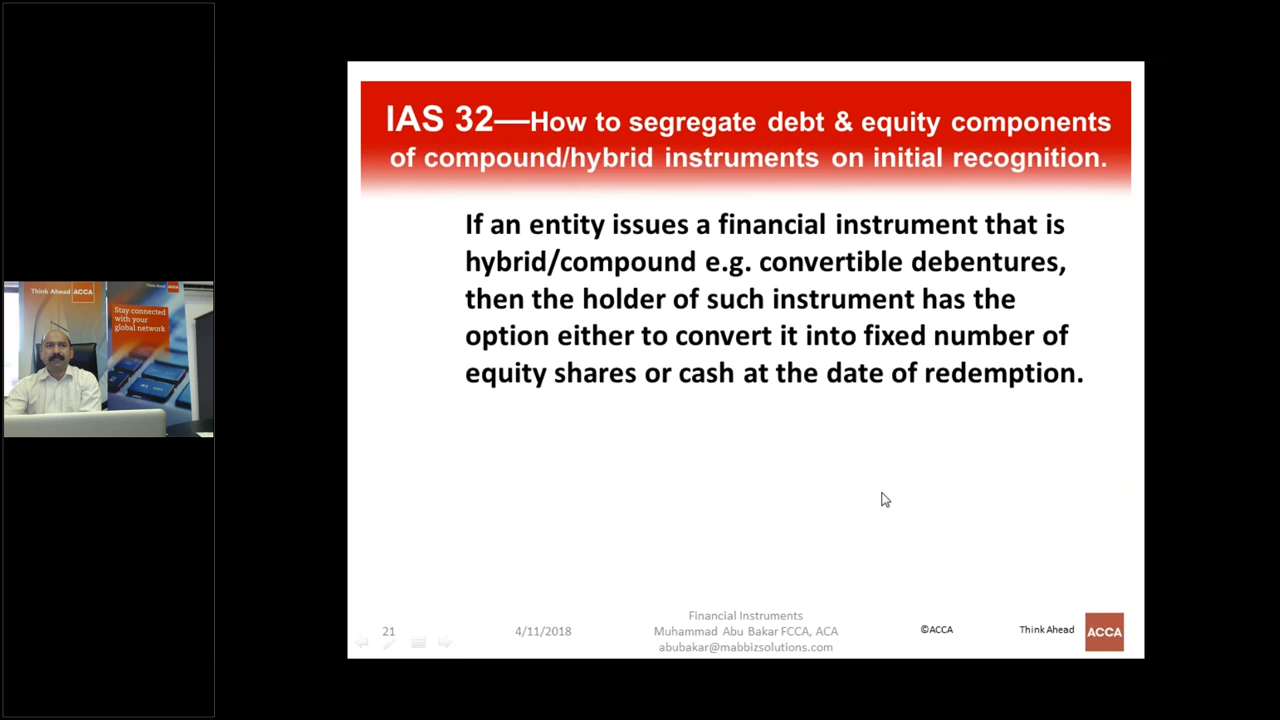 Think Ahead ACCA
Think Ahead ACCA
Stay connected
with your
global network
IAS 32—How to segregate debt & equity components
of compound/hybrid instruments on initial recognition.
If an entity issues a financial instrument that is
hybrid/compound e.g. convertible debentures,
then the holder of such instrument has the
option either to convert it into fixed number of
equity shares or cash at the date of redemption.
21
4/11/2018
Financial Instruments
Muhammad Abu Bakar FCCA, ACA
abubakar@mabbizsolutions.com
©ACCA
Think Ahead
ACCA